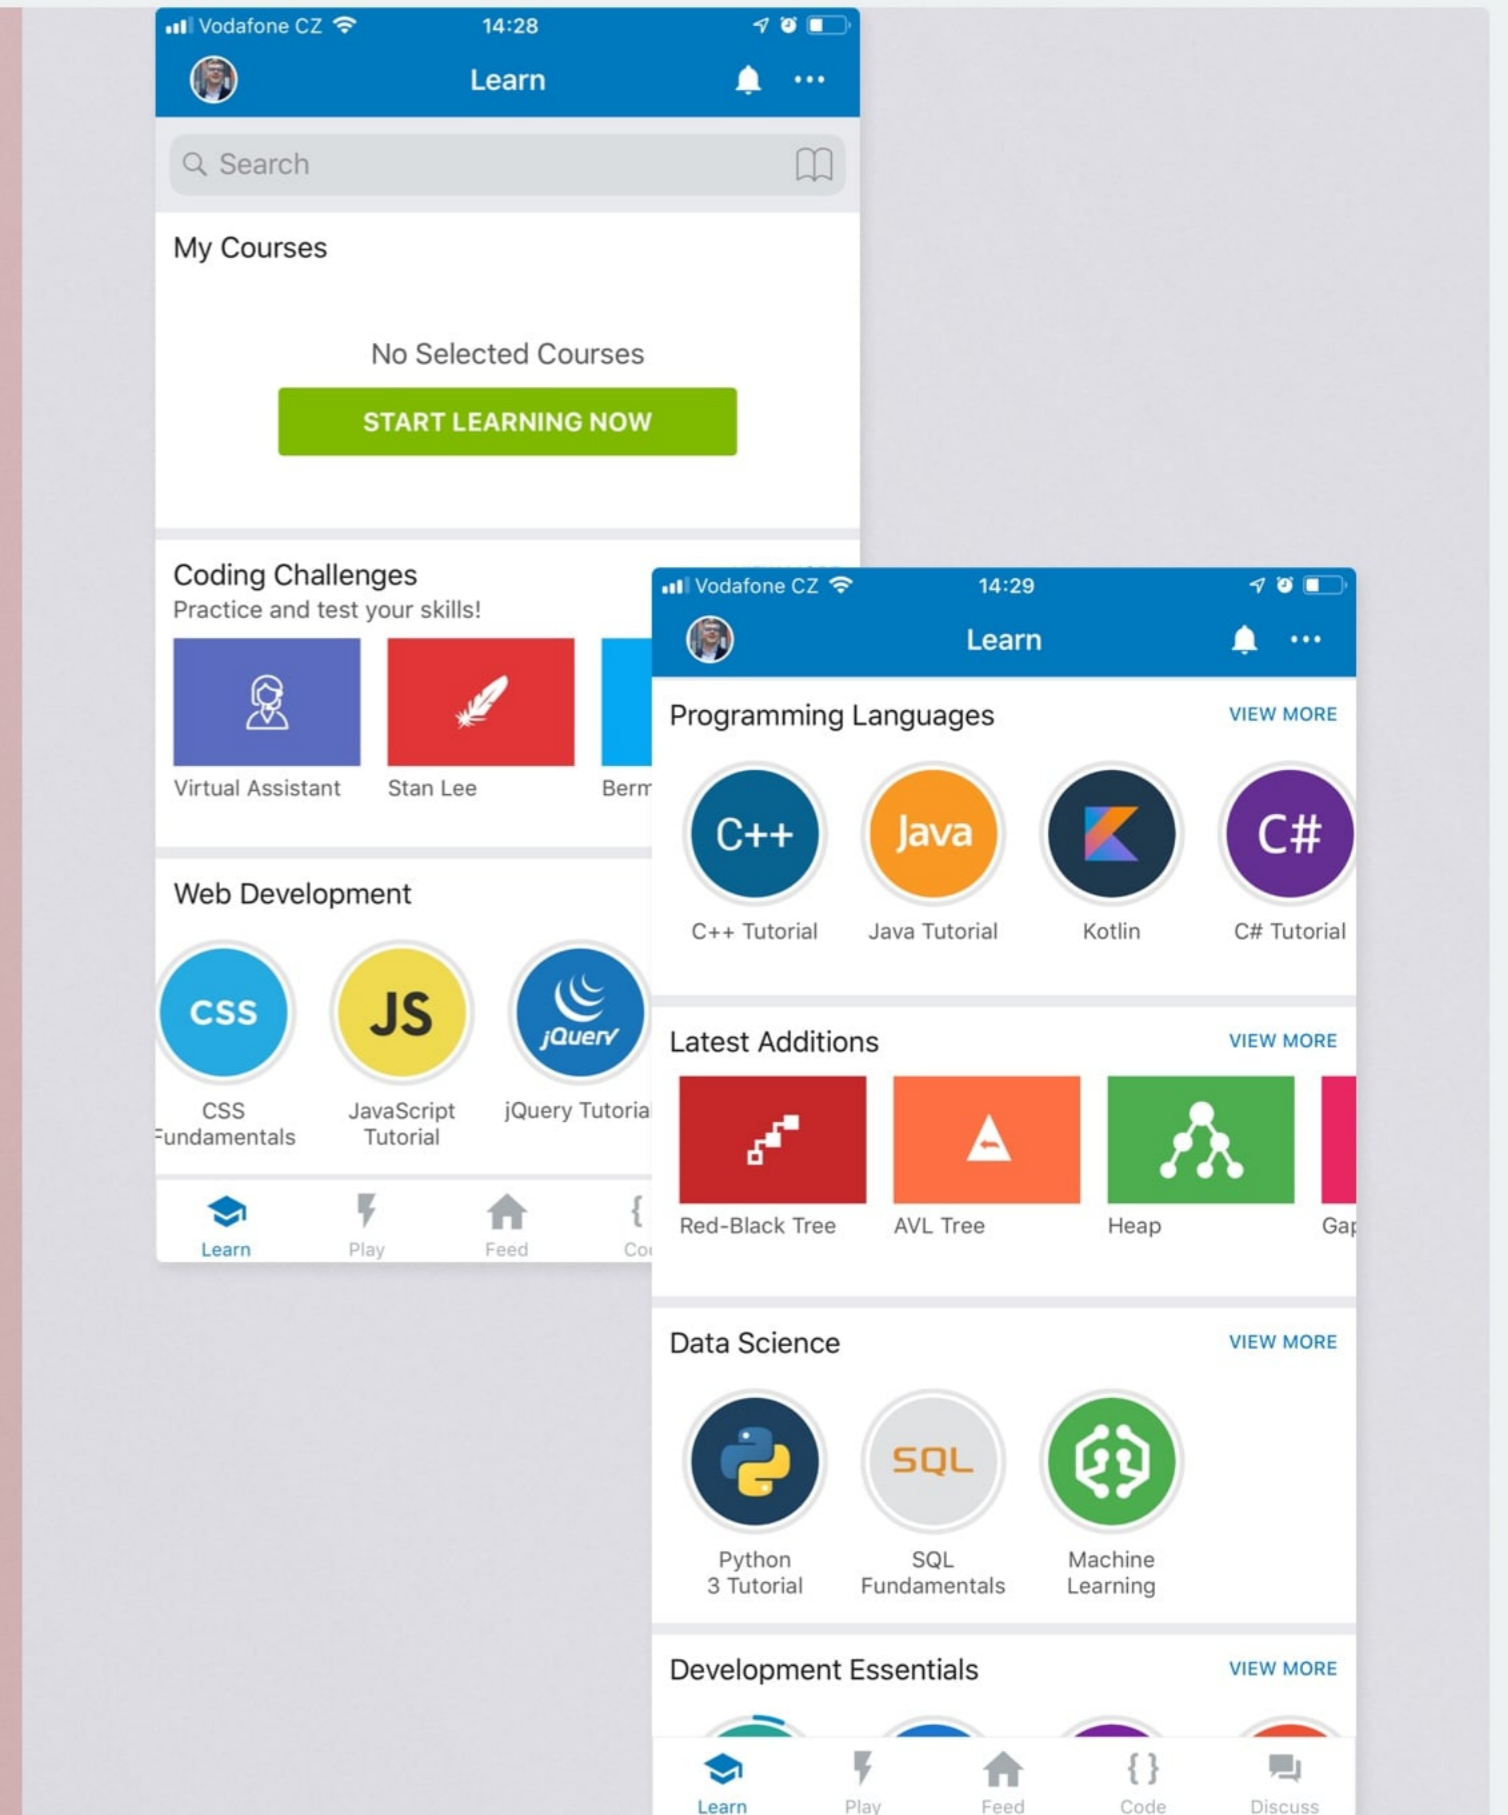 Vodafone CZ 14:28
Learn
Search
My Courses
No Selected Courses
START LEARNING NOW
Coding Challenges
Practice and test your skills!
Virtual Assistant Stan Lee Berm
Web Development
CSS JS jQuery
CSS Fundamentals
JavaScript Tutorial
jQuery Tutorial
Learn Play Feed
Vodafone CZ 14:29
Learn
Programming Languages VIEW MORE
C++ Java C#
C++ Tutorial Java Tutorial Kotlin C# Tutorial
Latest Additions VIEW MORE
Red-Black Tree AVL Tree Heap Gap
Data Science VIEW MORE
SQL
Python 3 Tutorial
SQL Fundamentals
Machine Learning
Development Essentials VIEW MORE
{ }
Learn Play Feed Code Discuss